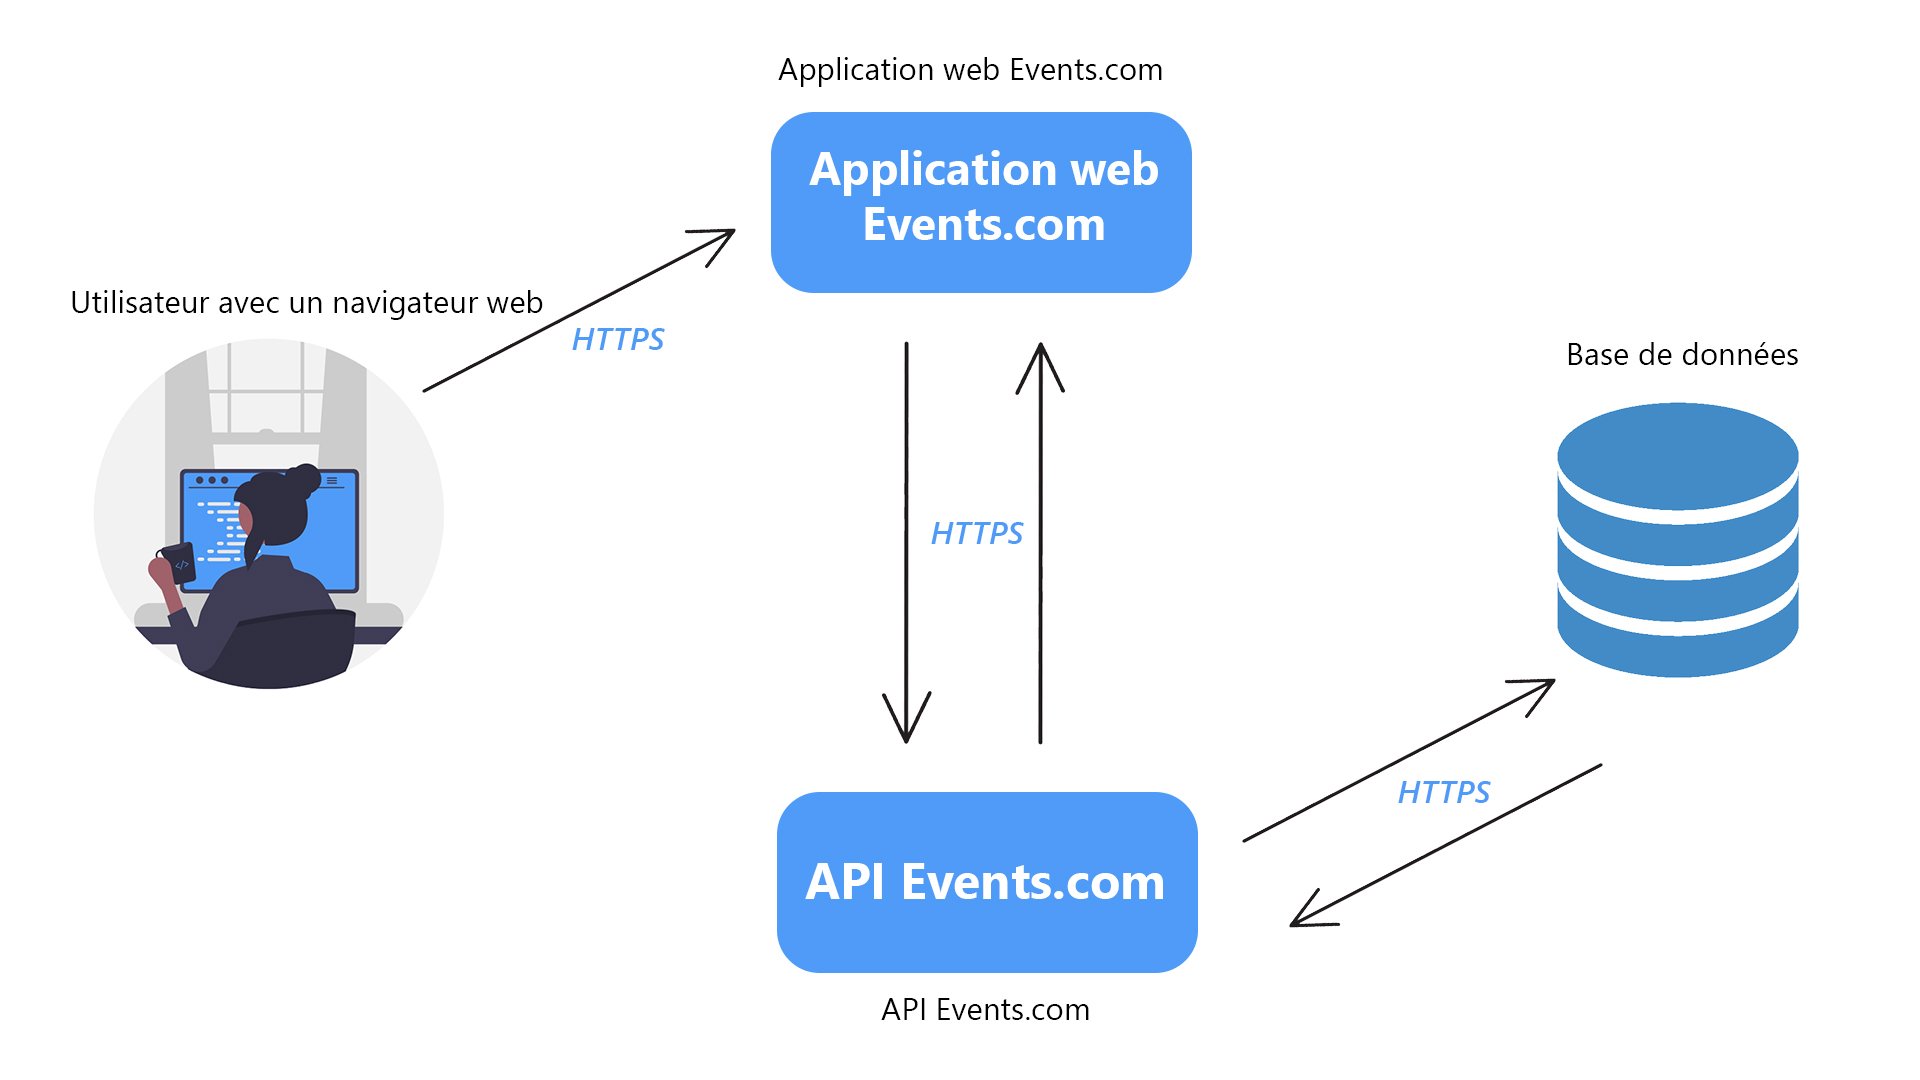 Application web Events.com
Application web
Events.com
Utilisateur avec un navigateur web
HTTPS
Base de données
</>
HTTPS
HTTPS
API Events.com
API Events.com